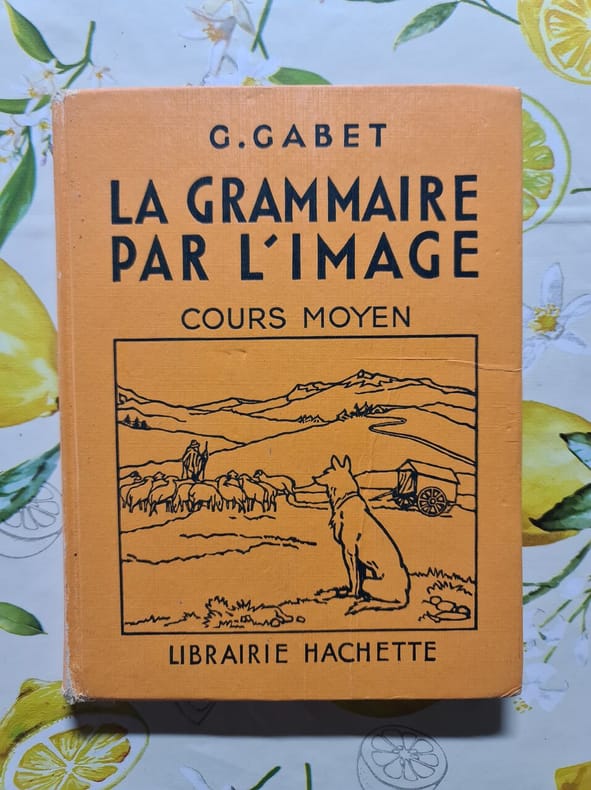 G. GABET
LA GRAMMAIRE
PAR L'IMAGE
COURS MOYEN
LIBRAIRIE HACHETTE